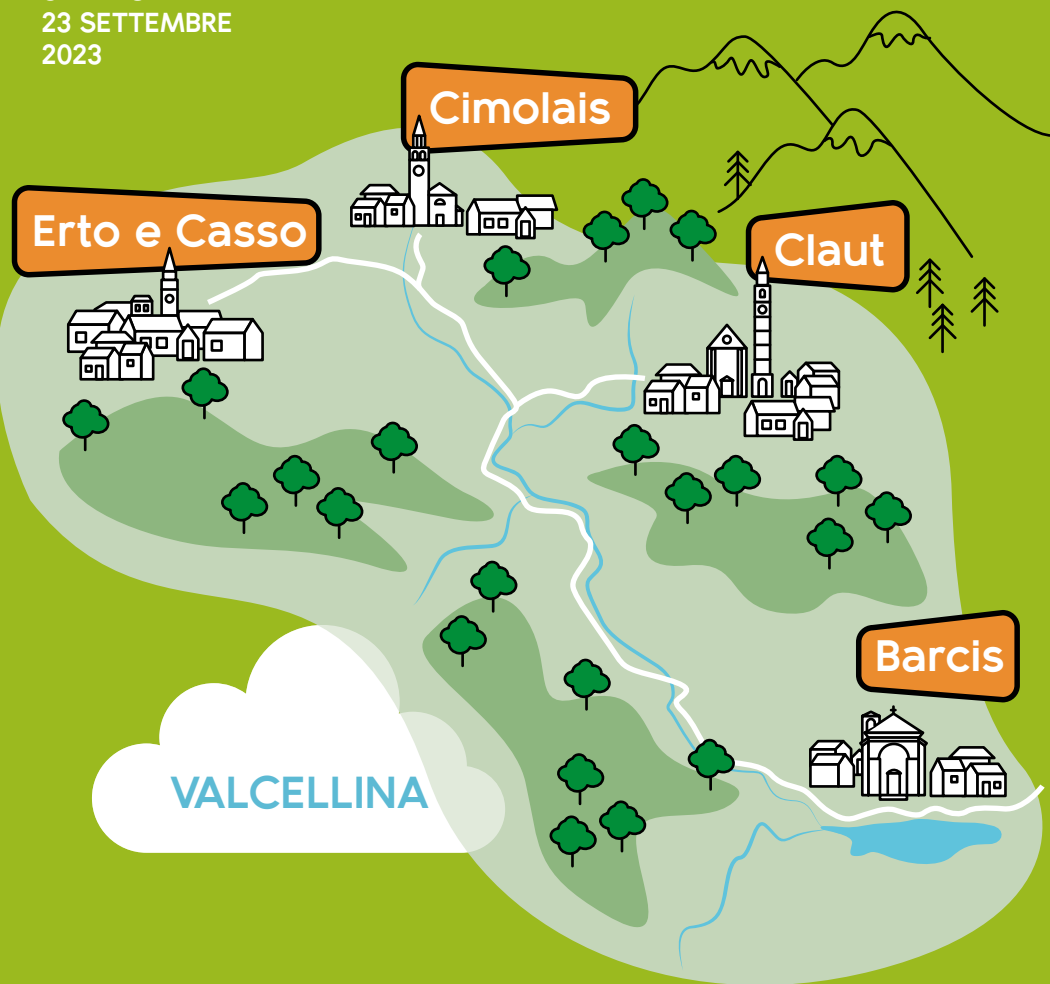 23 SETTEMBRE
2023
Cimolais
Erto e Casso
Claut
Barcis
VALCELLINA